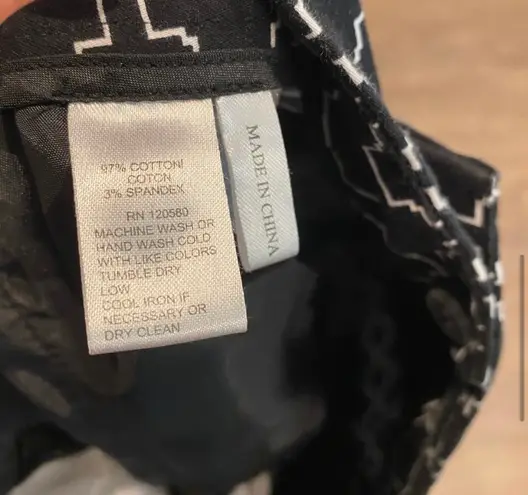 97% COTTON/
COTON
3% SPANDEX
RN 120560
MACHINE WASH OR
HAND WASH COLD
WITH LIKE COLORS
TUMBLE DRY
LOW
COOL IRON IF
NECESSARY OR
DRY CLEAN
MADE IN CHINA